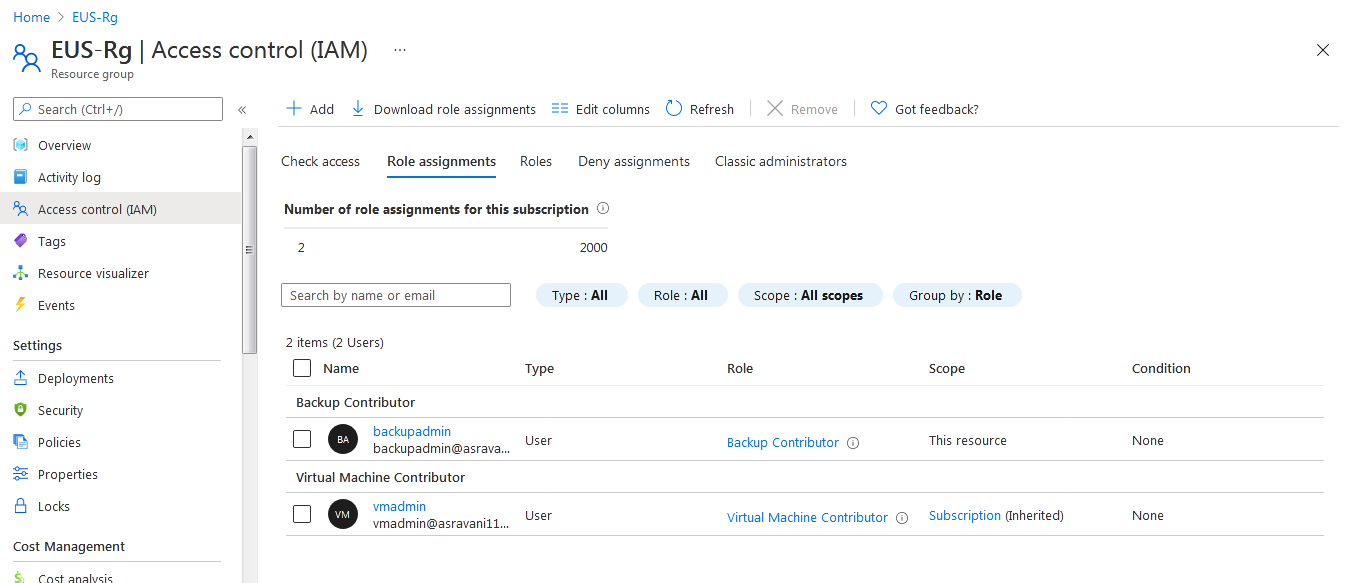 Home > EUS-Rg
EUS-Rg | Access control (IAM) ...
Resource group
Search (Ctrl+/) «
Overview
Activity log
Access control (IAM)
Tags
Resource visualizer
Events
Settings
Deployments
Security
Policies
Properties
Locks
Cost Management
Cost analysis
Add Download role assignments Edit columns Refresh Remove Got feedback?
Check access Role assignments Roles Deny assignments Classic administrators
Number of role assignments for this subscription
2 2000
Search by name or email Type : All Role : All Scope : All scopes Group by : Role
2 items (2 Users)
Name Type Role Scope Condition
Backup Contributor
BA backupadmin User Backup Contributor This resource None
backupadmin@asrava...
Virtual Machine Contributor
VM vmadmin User Virtual Machine Contributor Subscription (Inherited) None
vmadmin@asravani11...